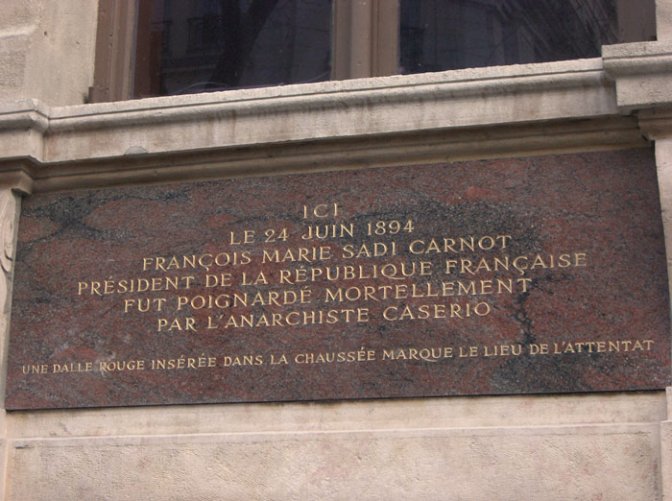 ICI
LE 24 JUIN 1894
FRANÇOIS MARIE SADI CARNOT
PRÉSIDENT DE LA RÉPUBLIQUE FRANÇAISE
FUT POIGNARDÉ MORTELLEMENT
PAR L'ANARCHISTE CASERIO
UNE DALLE ROUGE INSÉRÉE DANS LA CHAUSSÉE MARQUE LE LIEU DE L'ATTENTAT